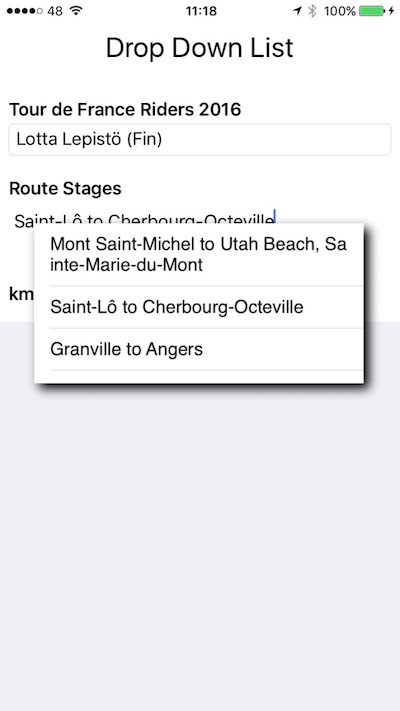 48 11:18 100%
Drop Down List
Tour de France Riders 2016
Lotta Lepistö (Fin)
Route Stages
Saint-Lô to Cherbourg-Octeville
Mont Saint-Michel to Utah Beach, Sa
inte-Marie-du-Mont
km
Saint-Lô to Cherbourg-Octeville
Granville to Angers